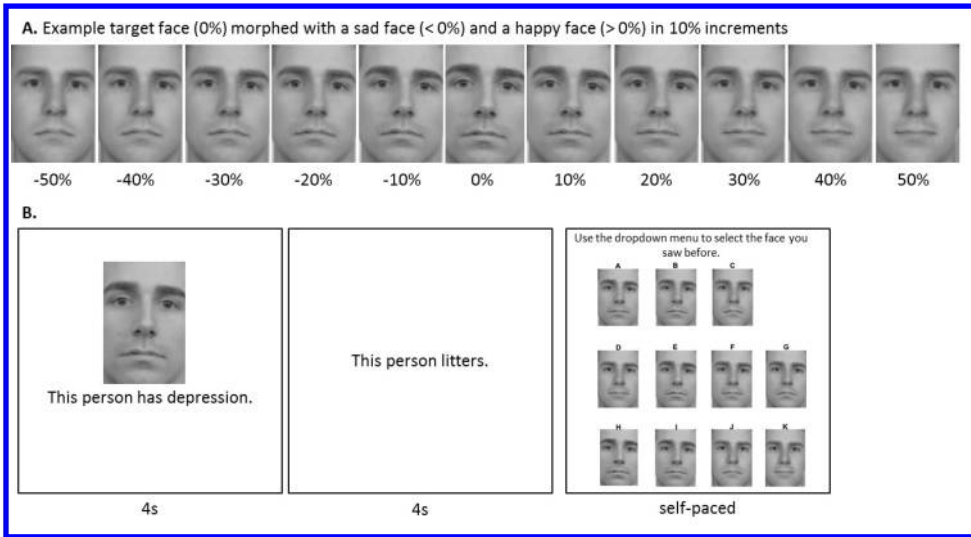 A. Example target face (0%) morphed with a sad face (< 0%) and a happy face (> 0%) in 10% increments
-50% -40% -30% -20% -10% 0% 10% 20% 30% 40% 50%
B.
This person has depression.
4s
This person litters.
4s
Use the dropdown menu to select the face you
saw before.
A B C
D E F G
H I J K
self-paced